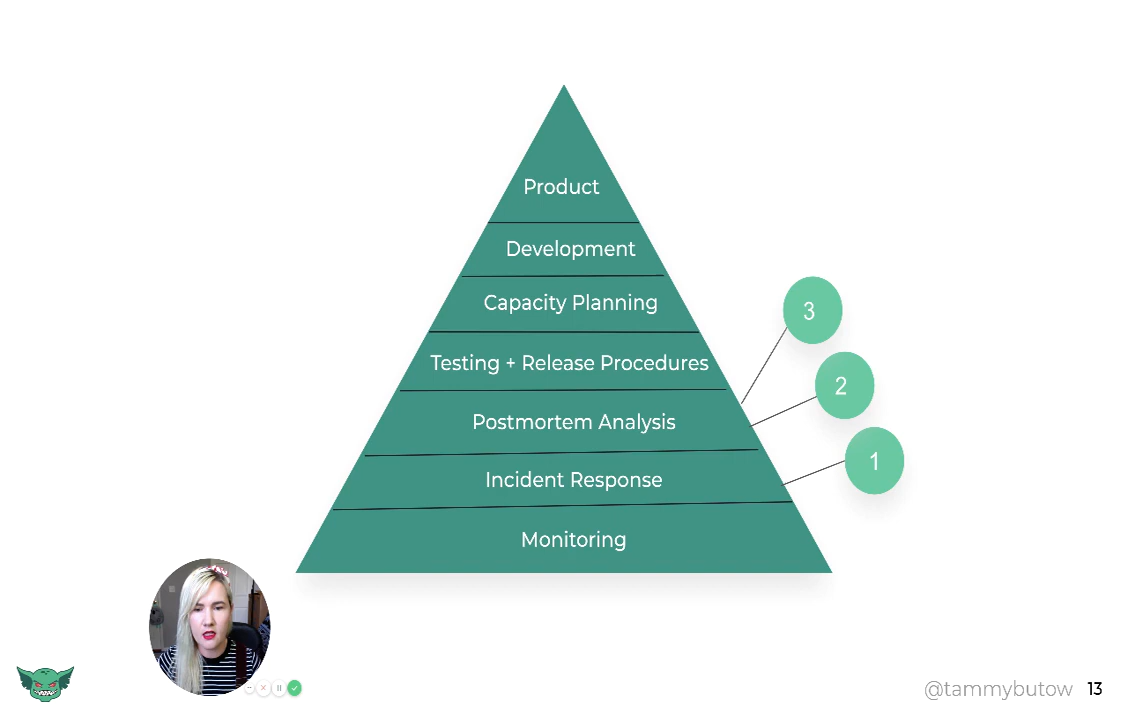 Product
Development
Capacity Planning
3
Testing + Release Procedures
2
Postmortem Analysis
1
Incident Response
Monitoring
@tammybutow 13